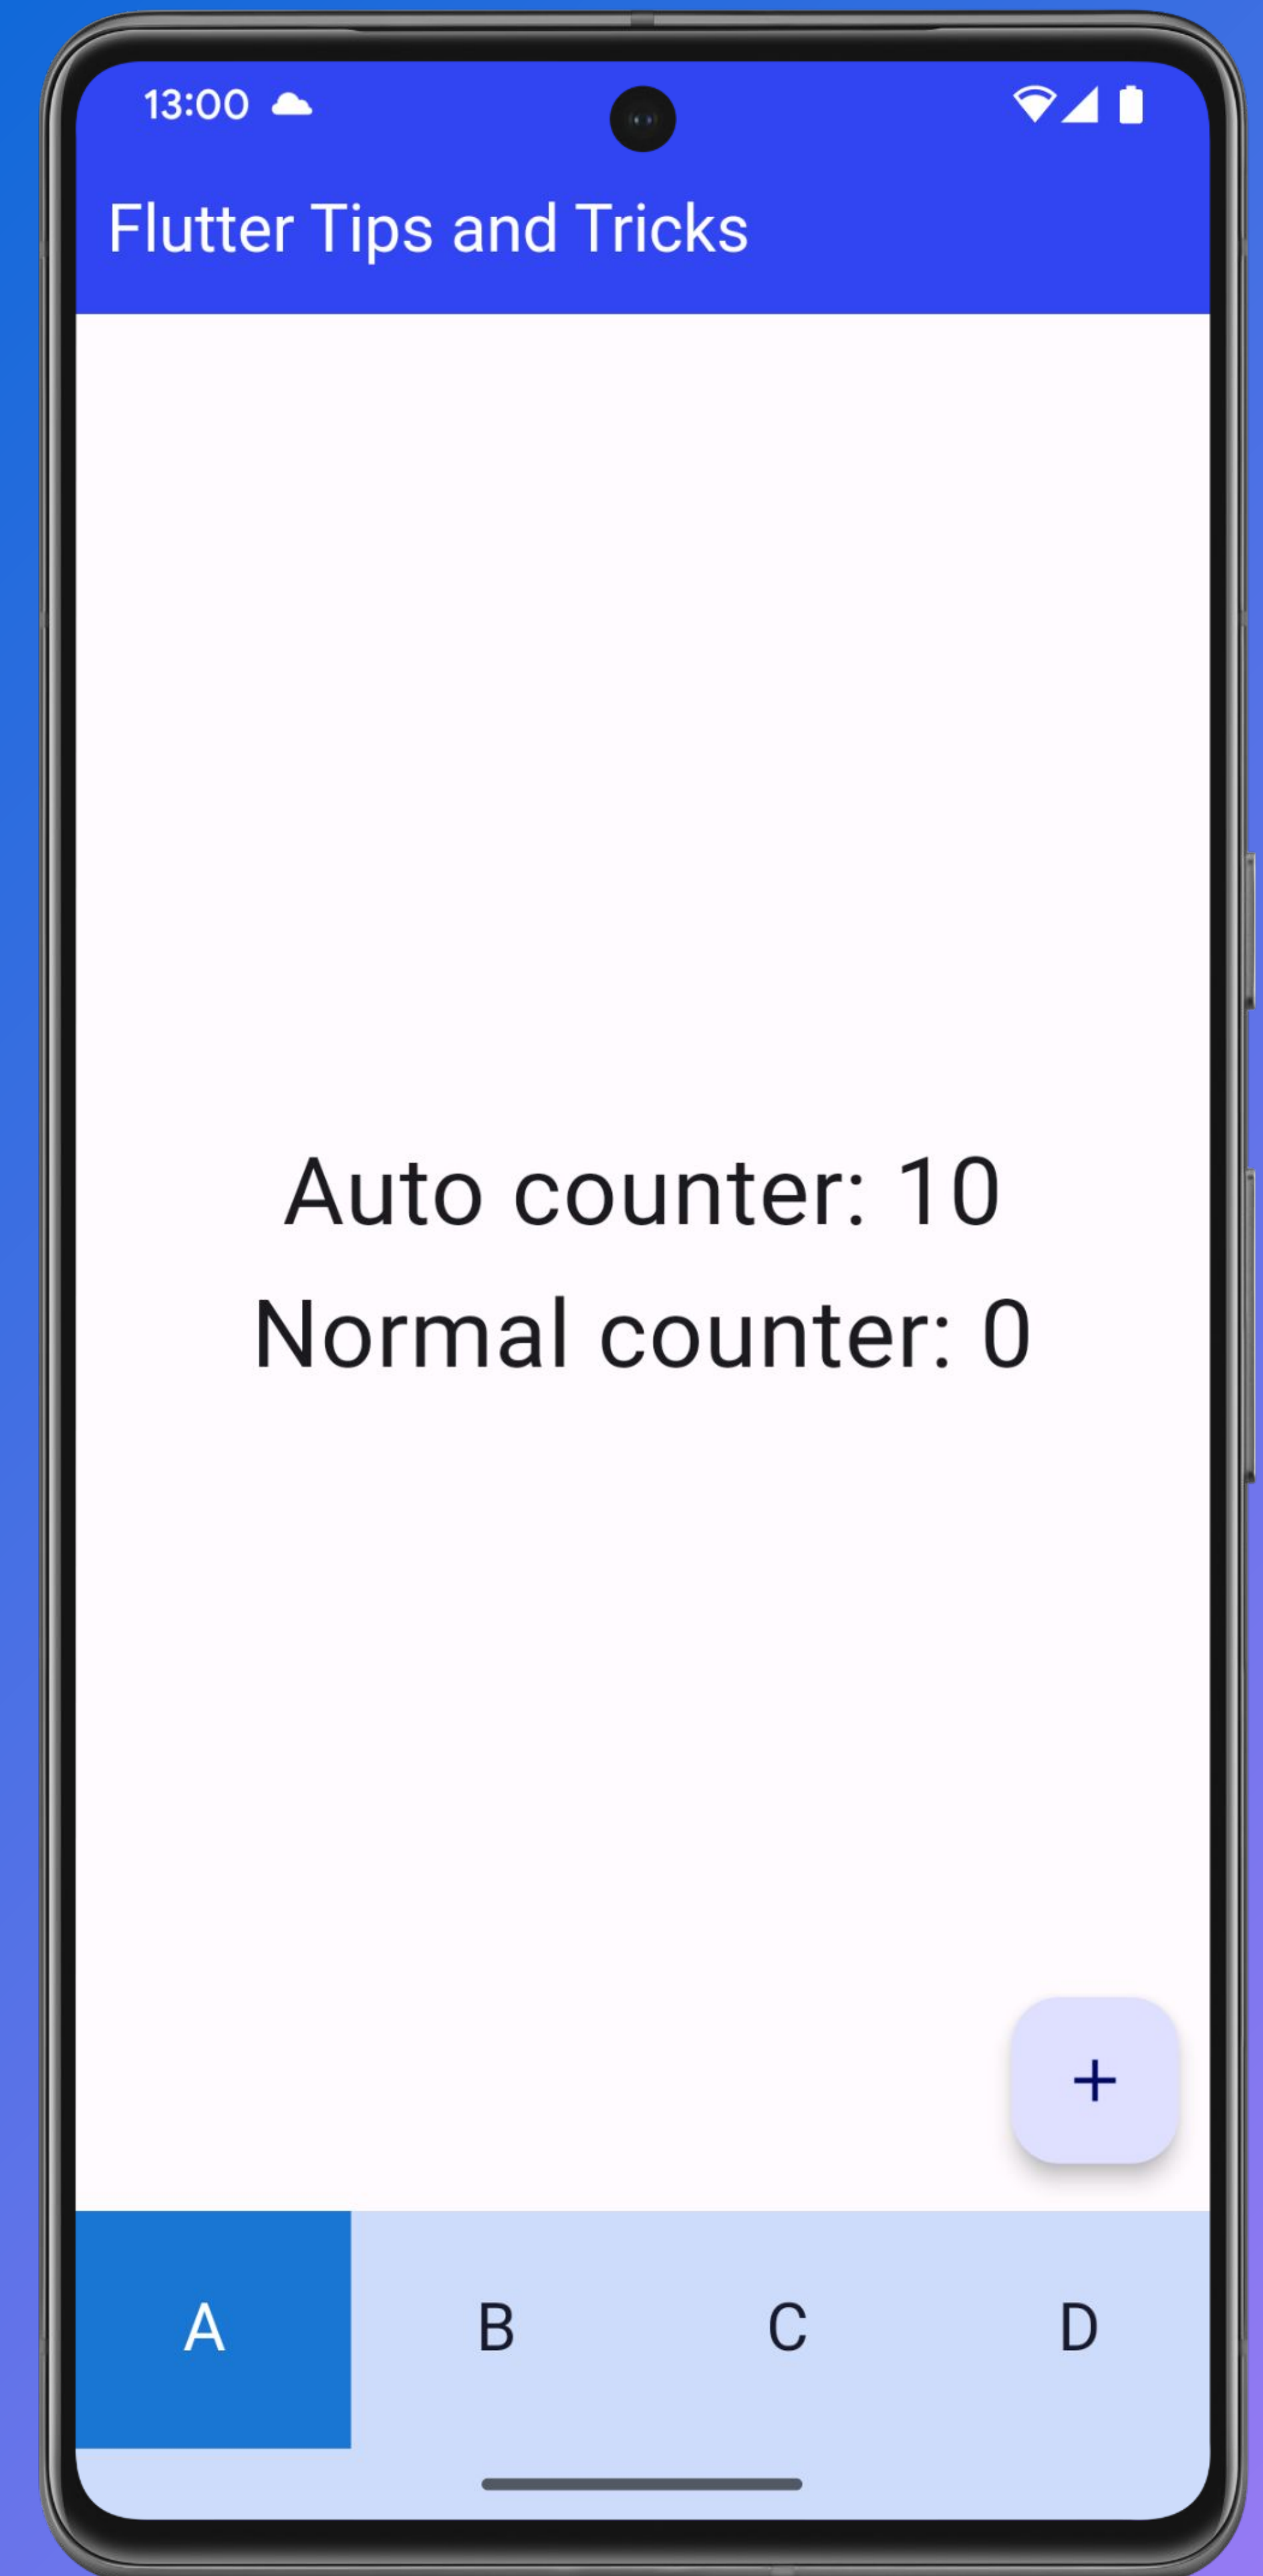 13:00
Flutter Tips and Tricks
Auto counter: 10
Normal counter: 0
+
A B C D